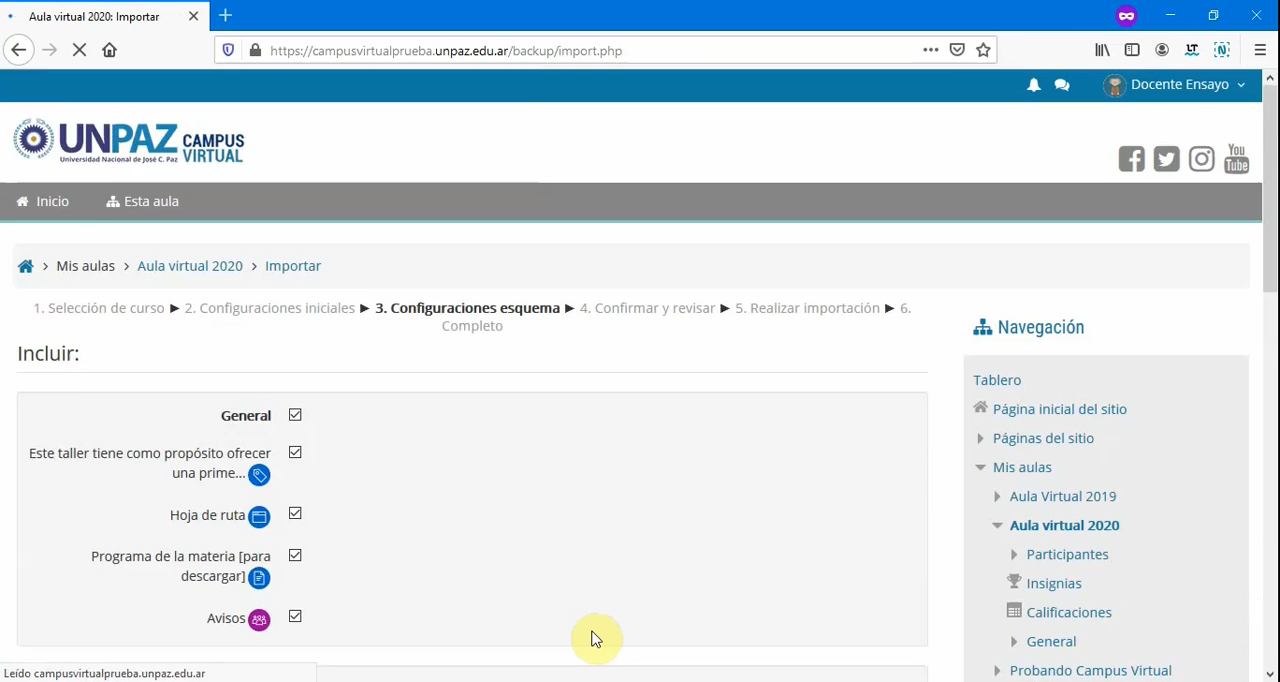 Aula virtual 2020: Importar
https://campusvirtualprueba.unpaz.edu.ar/backup/import.php
Docente Ensayo
UNPAZ CAMPUS VIRTUAL
Universidad Nacional de José C. Paz
You Tube
Inicio
Esta aula
Mis aulas
Aula virtual 2020
Importar
1. Selección de curso ► 2. Configuraciones iniciales ► 3. Configuraciones esquema ► 4. Confirmar y revisar ► 5. Realizar importación ► 6.
Completo
Incluir:
General
Este taller tiene como propósito ofrecer
una prime...
Hoja de ruta
Programa de la materia [para
descargar]
Avisos
Navegación
Tablero
Página inicial del sitio
Páginas del sitio
Mis aulas
Aula Virtual 2019
Aula virtual 2020
Participantes
Insignias
Calificaciones
General
Probando Campus Virtual
Leído campusvirtualprueba.unpaz.edu.ar